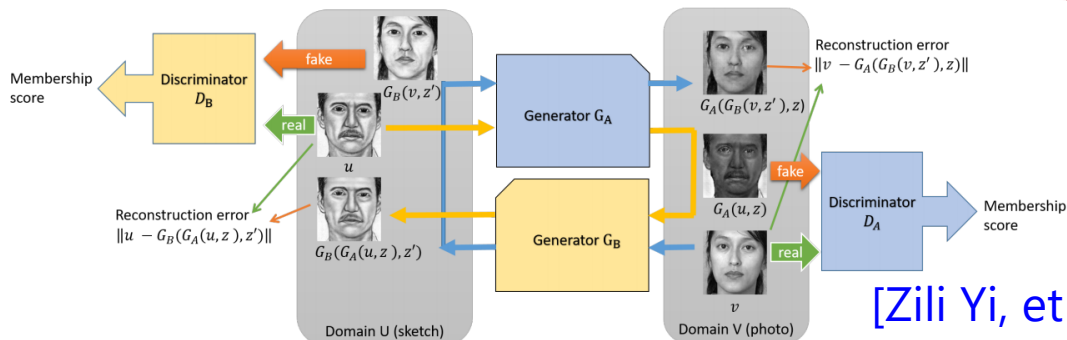 Membership
score
Discriminator
D_B
fake
real
G_B(v, z′)
u
Reconstruction error
‖u − G_B(G_A(u, z), z′)‖
G_B(G_A(u, z), z′)
Domain U (sketch)
Generator G_A
Generator G_B
G_A(G_B(v, z′), z)
G_A(u, z)
v
Domain V (photo)
Reconstruction error
‖v − G_A(G_B(v, z′), z)‖
fake
real
Discriminator
D_A
Membership
score
[Zili Yi, et